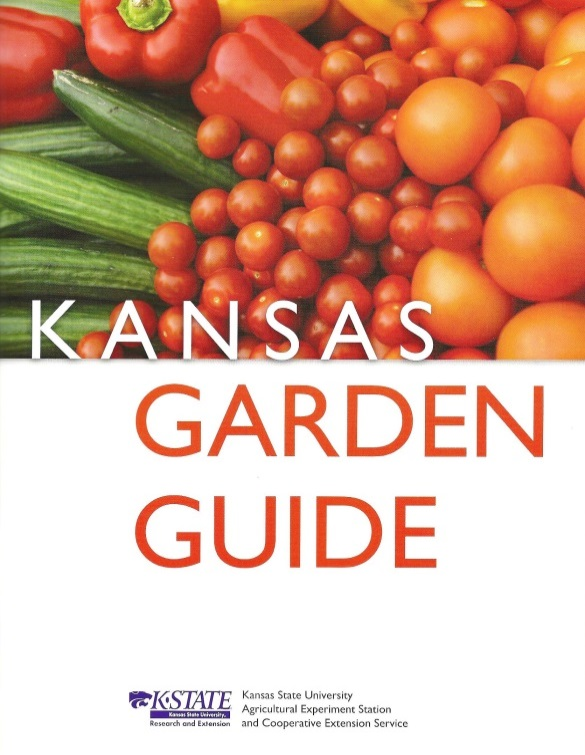 KANSAS
GARDEN
GUIDE
K-STATE
Kansas State University
Research and Extension
Kansas State University
Agricultural Experiment Station
and Cooperative Extension Service